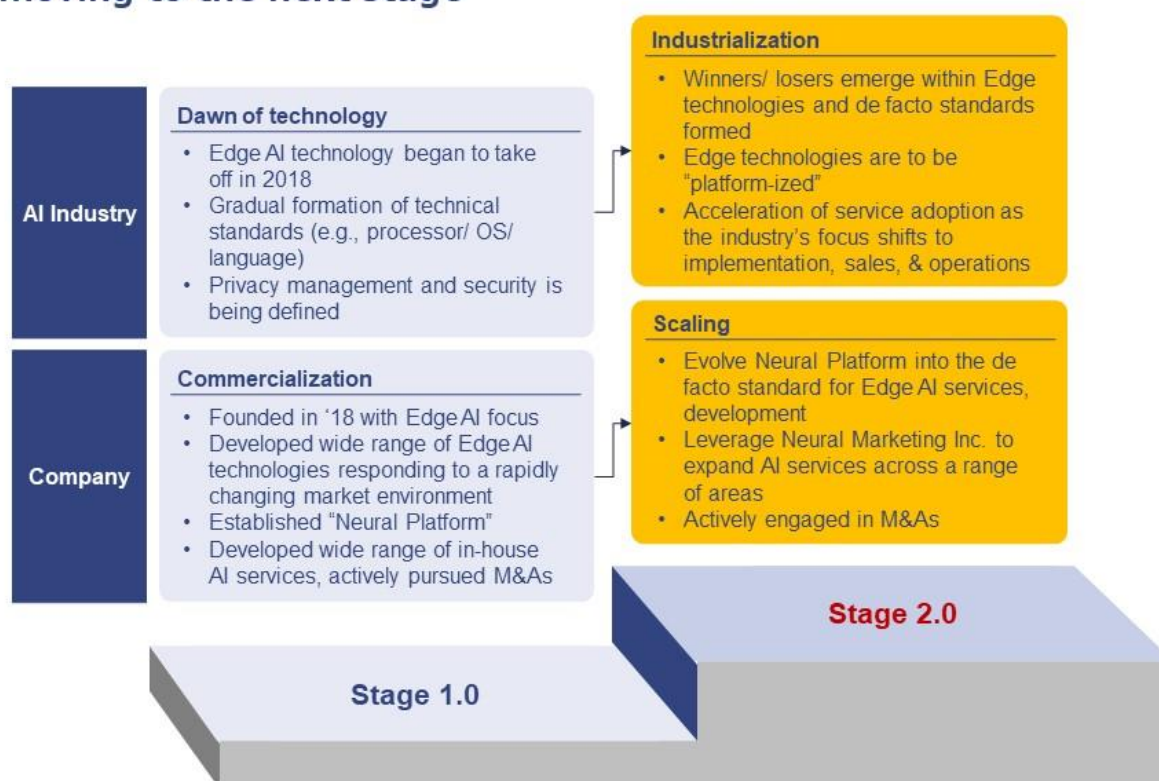 moving to the next stage
AI Industry
Dawn of technology
• Edge AI technology began to take
off in 2018
• Gradual formation of technical
standards (e.g., processor/ OS/
language)
• Privacy management and security is
being defined
Industrialization
• Winners/ losers emerge within Edge
technologies and de facto standards
formed
• Edge technologies are to be
“platform-ized”
• Acceleration of service adoption as
the industry’s focus shifts to
implementation, sales, & operations
Company
Commercialization
• Founded in ‘18 with Edge AI focus
• Developed wide range of Edge AI
technologies responding to a rapidly
changing market environment
• Established “Neural Platform”
• Developed wide range of in-house
AI services, actively pursued M&As
Scaling
• Evolve Neural Platform into the de
facto standard for Edge AI services,
development
• Leverage Neural Marketing Inc. to
expand AI services across a range
of areas
• Actively engaged in M&As
Stage 1.0
Stage 2.0